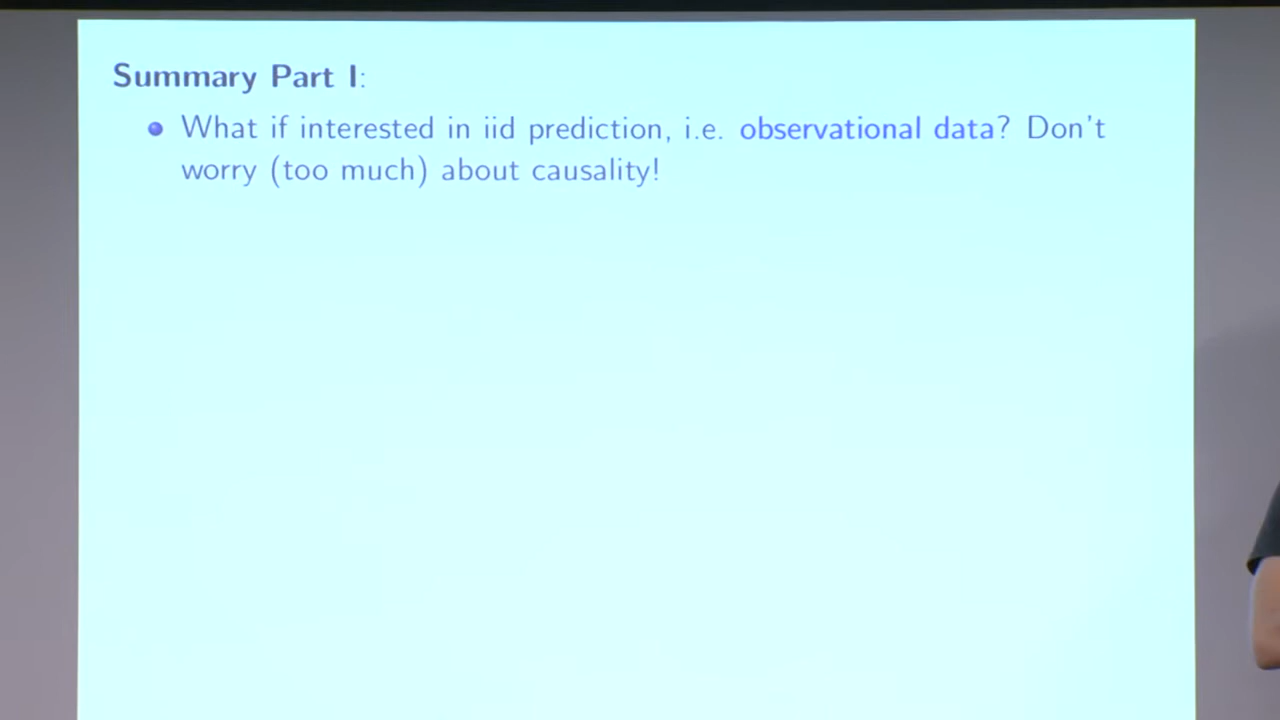 Summary Part I:
What if interested in iid prediction, i.e. observational data? Don't
worry (too much) about causality!